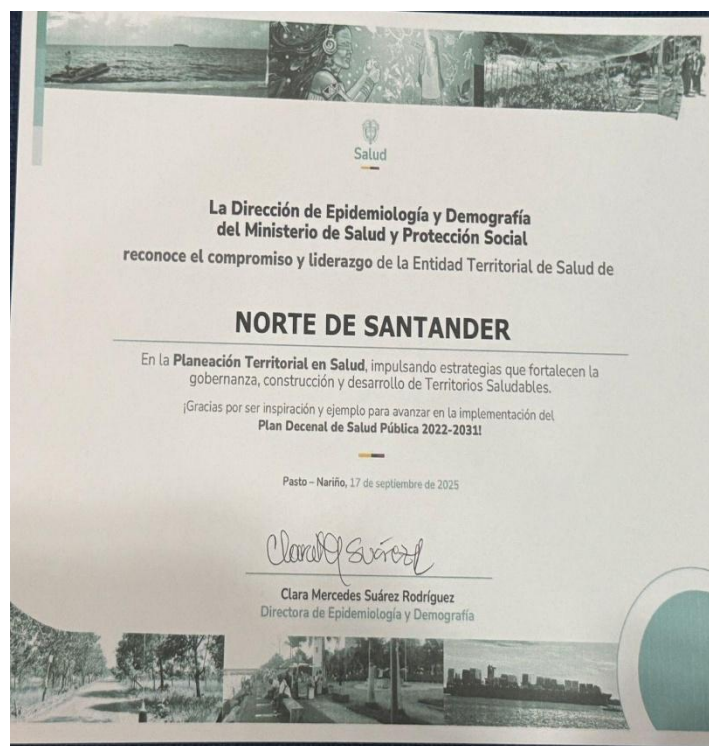 Salud
La Dirección de Epidemiología y Demografía
del Ministerio de Salud y Protección Social
reconoce el compromiso y liderazgo de la Entidad Territorial de Salud de
NORTE DE SANTANDER
En la Planeación Territorial en Salud, impulsando estrategias que fortalecen la
gobernanza, construcción y desarrollo de Territorios Saludables.
¡Gracias por ser inspiración y ejemplo para avanzar en la implementación del
Plan Decenal de Salud Pública 2022-2031!
Pasto – Nariño, 17 de septiembre de 2025
Clara Mercedes Suárez Rodríguez
Directora de Epidemiología y Demografía